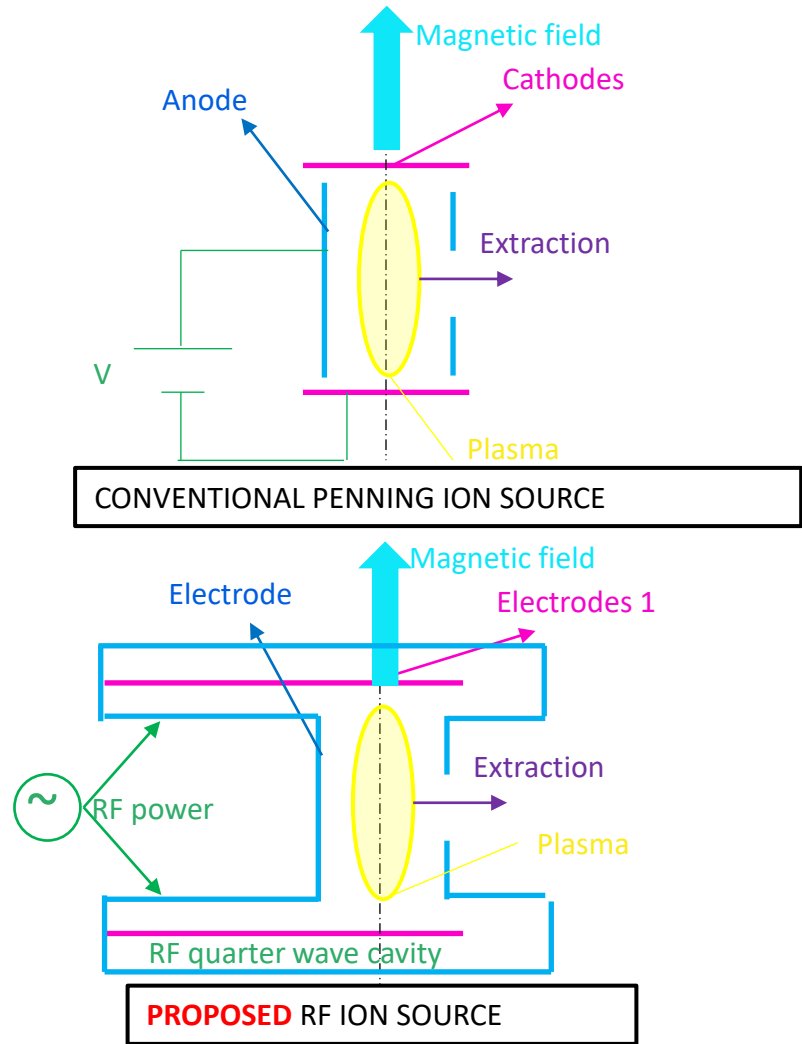 Magnetic field
Cathodes
Anode
Extraction
V
Plasma
CONVENTIONAL PENNING ION SOURCE
Magnetic field
Electrode
Electrodes 1
Extraction
~
RF power
Plasma
RF quarter wave cavity
PROPOSED RF ION SOURCE